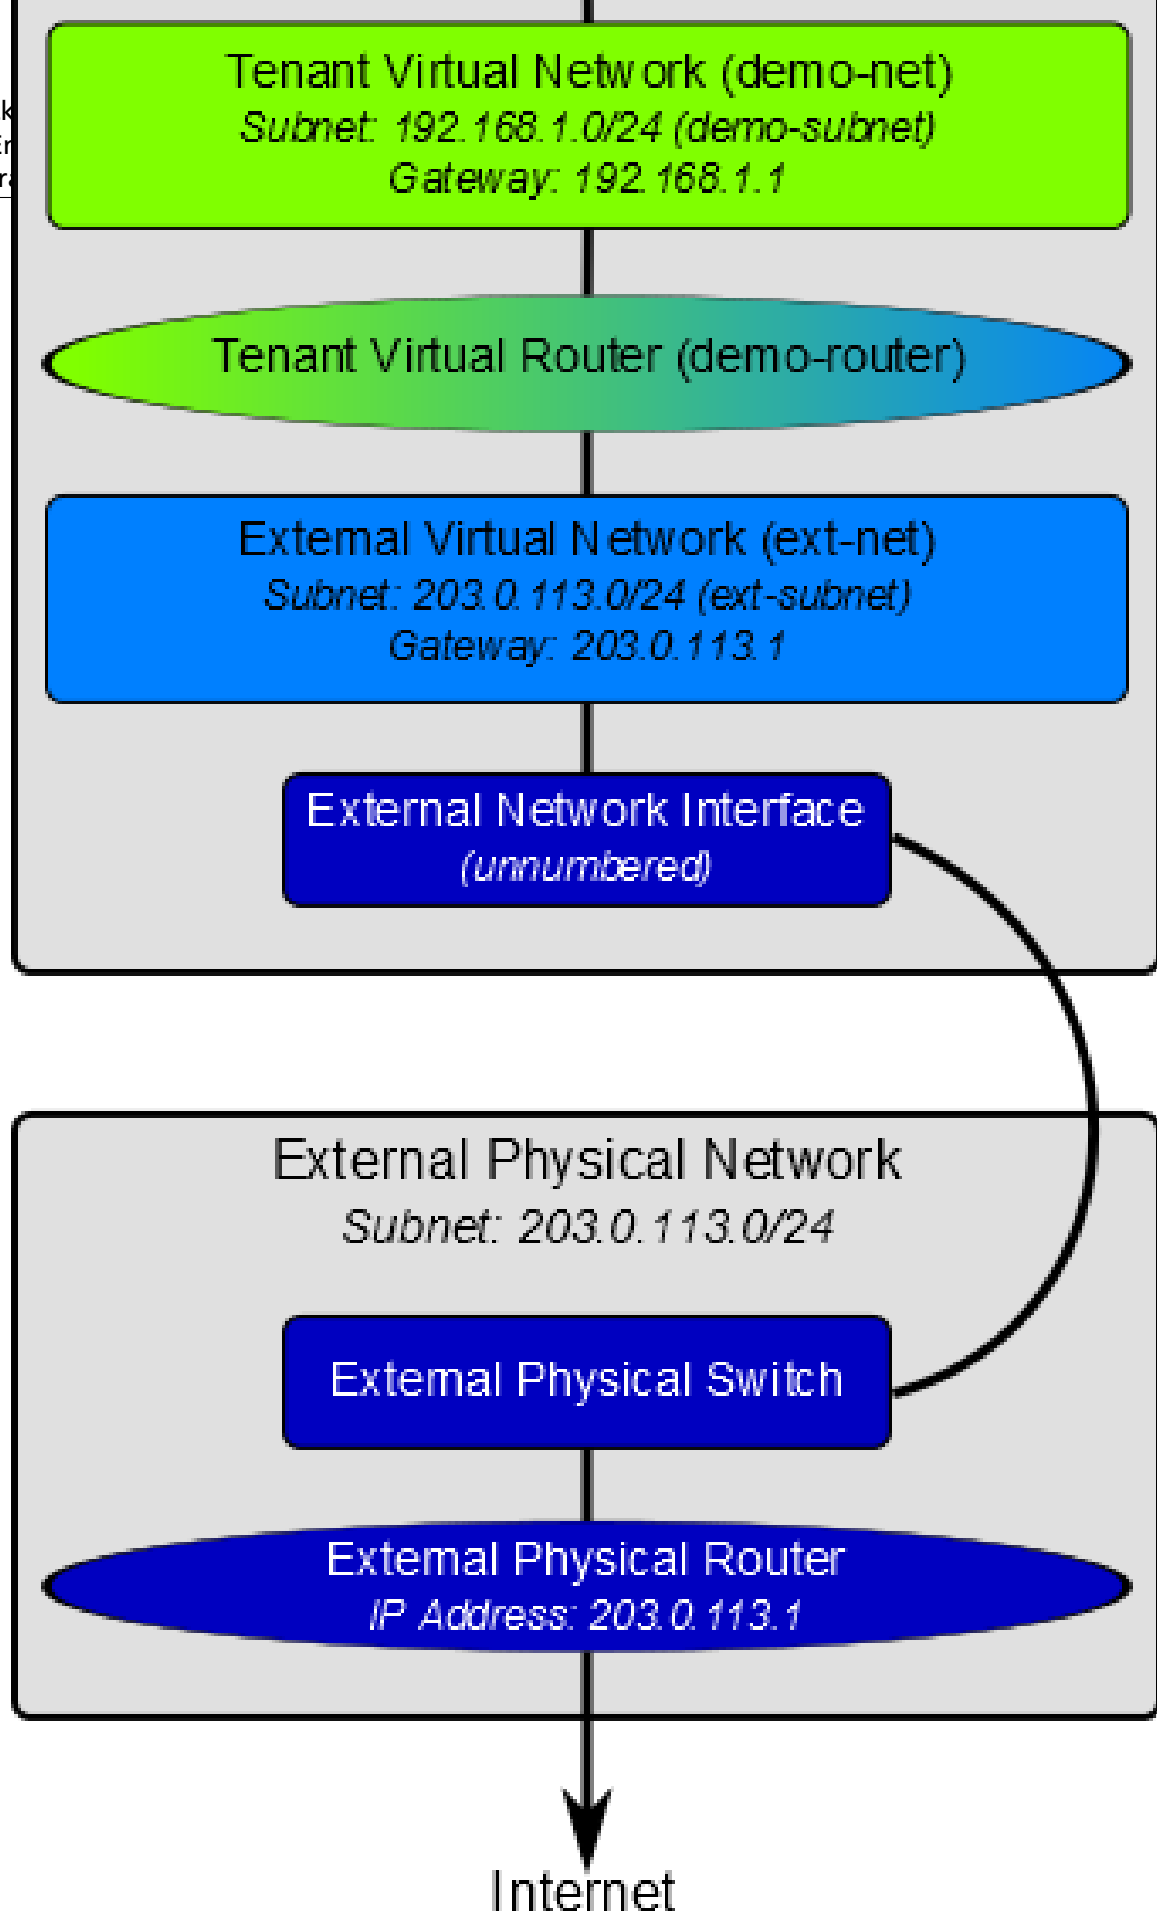 Tenant Virtual Network (demo-net)
Subnet: 192.168.1.0/24 (demo-subnet)
Gateway: 192.168.1.1
Tenant Virtual Router (demo-router)
External Virtual Network (ext-net)
Subnet: 203.0.113.0/24 (ext-subnet)
Gateway: 203.0.113.1
External Network Interface
(unnumbered)
External Physical Network
Subnet: 203.0.113.0/24
External Physical Switch
External Physical Router
IP Address: 203.0.113.1
Internet